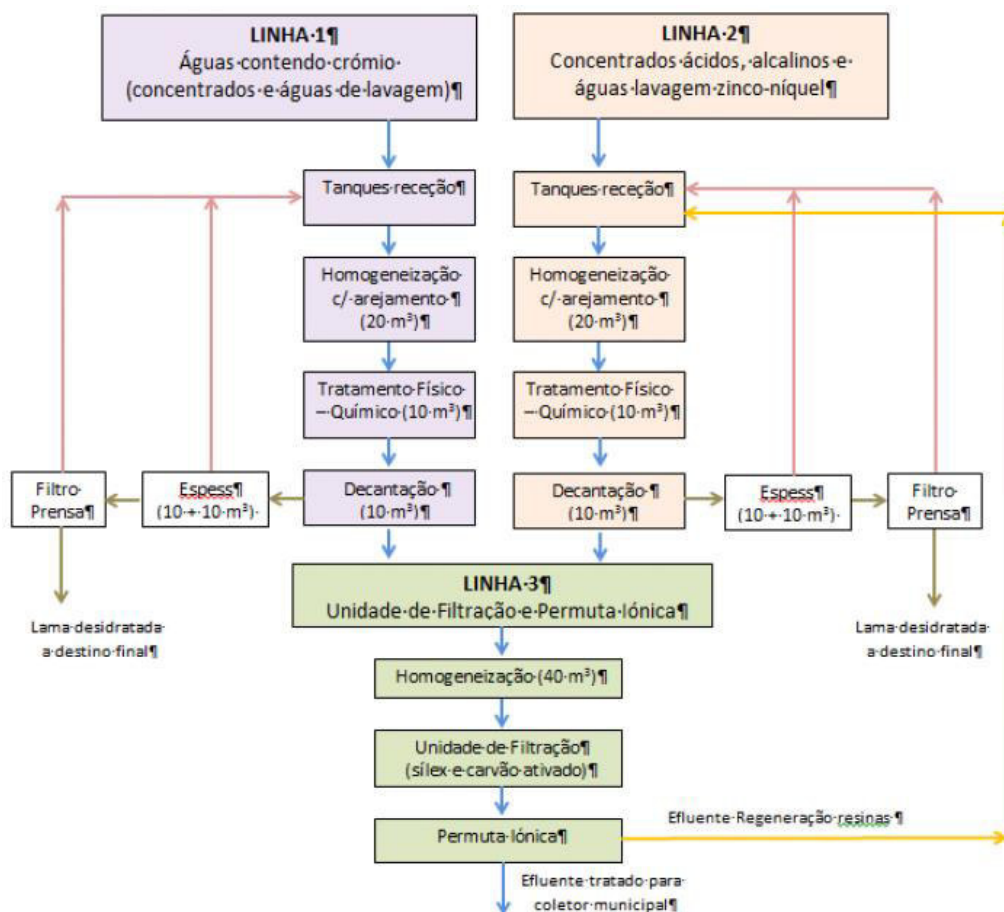 LINHA·1¶
Águas·contendo·crómio·
(concentrados·e·águas·de·lavagem)¶
LINHA·2¶
Concentrados·ácidos,·alcalinos·e·
águas·lavagem·zinco-níquel¶
Tanques·receção¶
Tanques·receção¶
Homogeneização·
c/·arejamento·¶
(20·m³)¶
Homogeneização·
c/·arejamento·¶
(20·m³)¶
Tratamento·Físico·
–·Químico·(10·m³)¶
Tratamento·Físico·
–·Químico·(10·m³)¶
Filtro·
Prensa¶
Espess¶
(10·+·10·m³)·
Decantação·¶
(10·m³)¶
Decantação·¶
(10·m³)¶
Espess¶
(10·+·10·m³)·
Filtro·
Prensa¶
LINHA·3¶
Unidade·de·Filtração·e·Permuta·Iónica¶
Lama·desidratada·
a·destino·final¶
Lama·desidratada·
a·destino·final¶
Homogeneização·(40·m³)¶
Unidade·de·Filtração¶
(sílex·e·carvão·ativado)¶
Permuta·Iónica¶
Efluente·Regeneração·resinas·¶
Efluente·tratado·para·
coletor·municipal¶